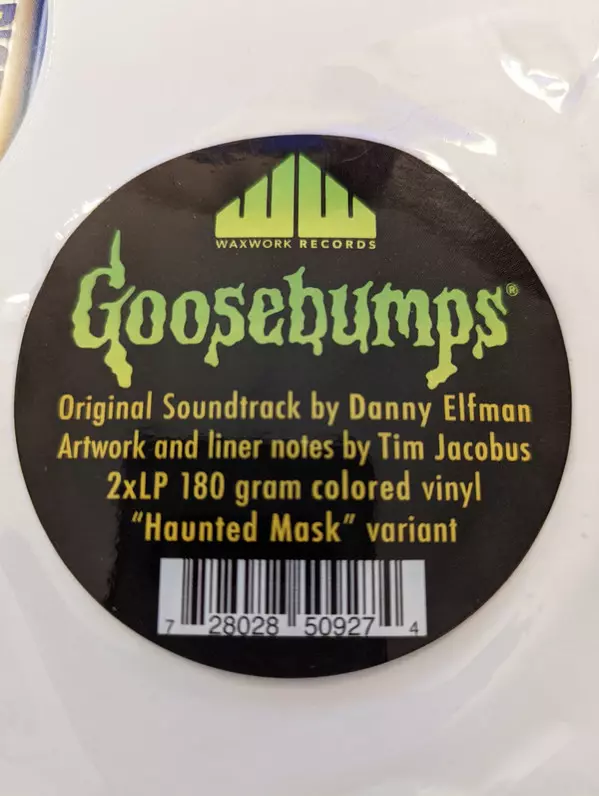 WAXWORK RECORDS
Goosebumps®
Original Soundtrack by Danny Elfman
Artwork and liner notes by Tim Jacobus
2xLP 180 gram colored vinyl
"Haunted Mask" variant
7 28028 50927 4